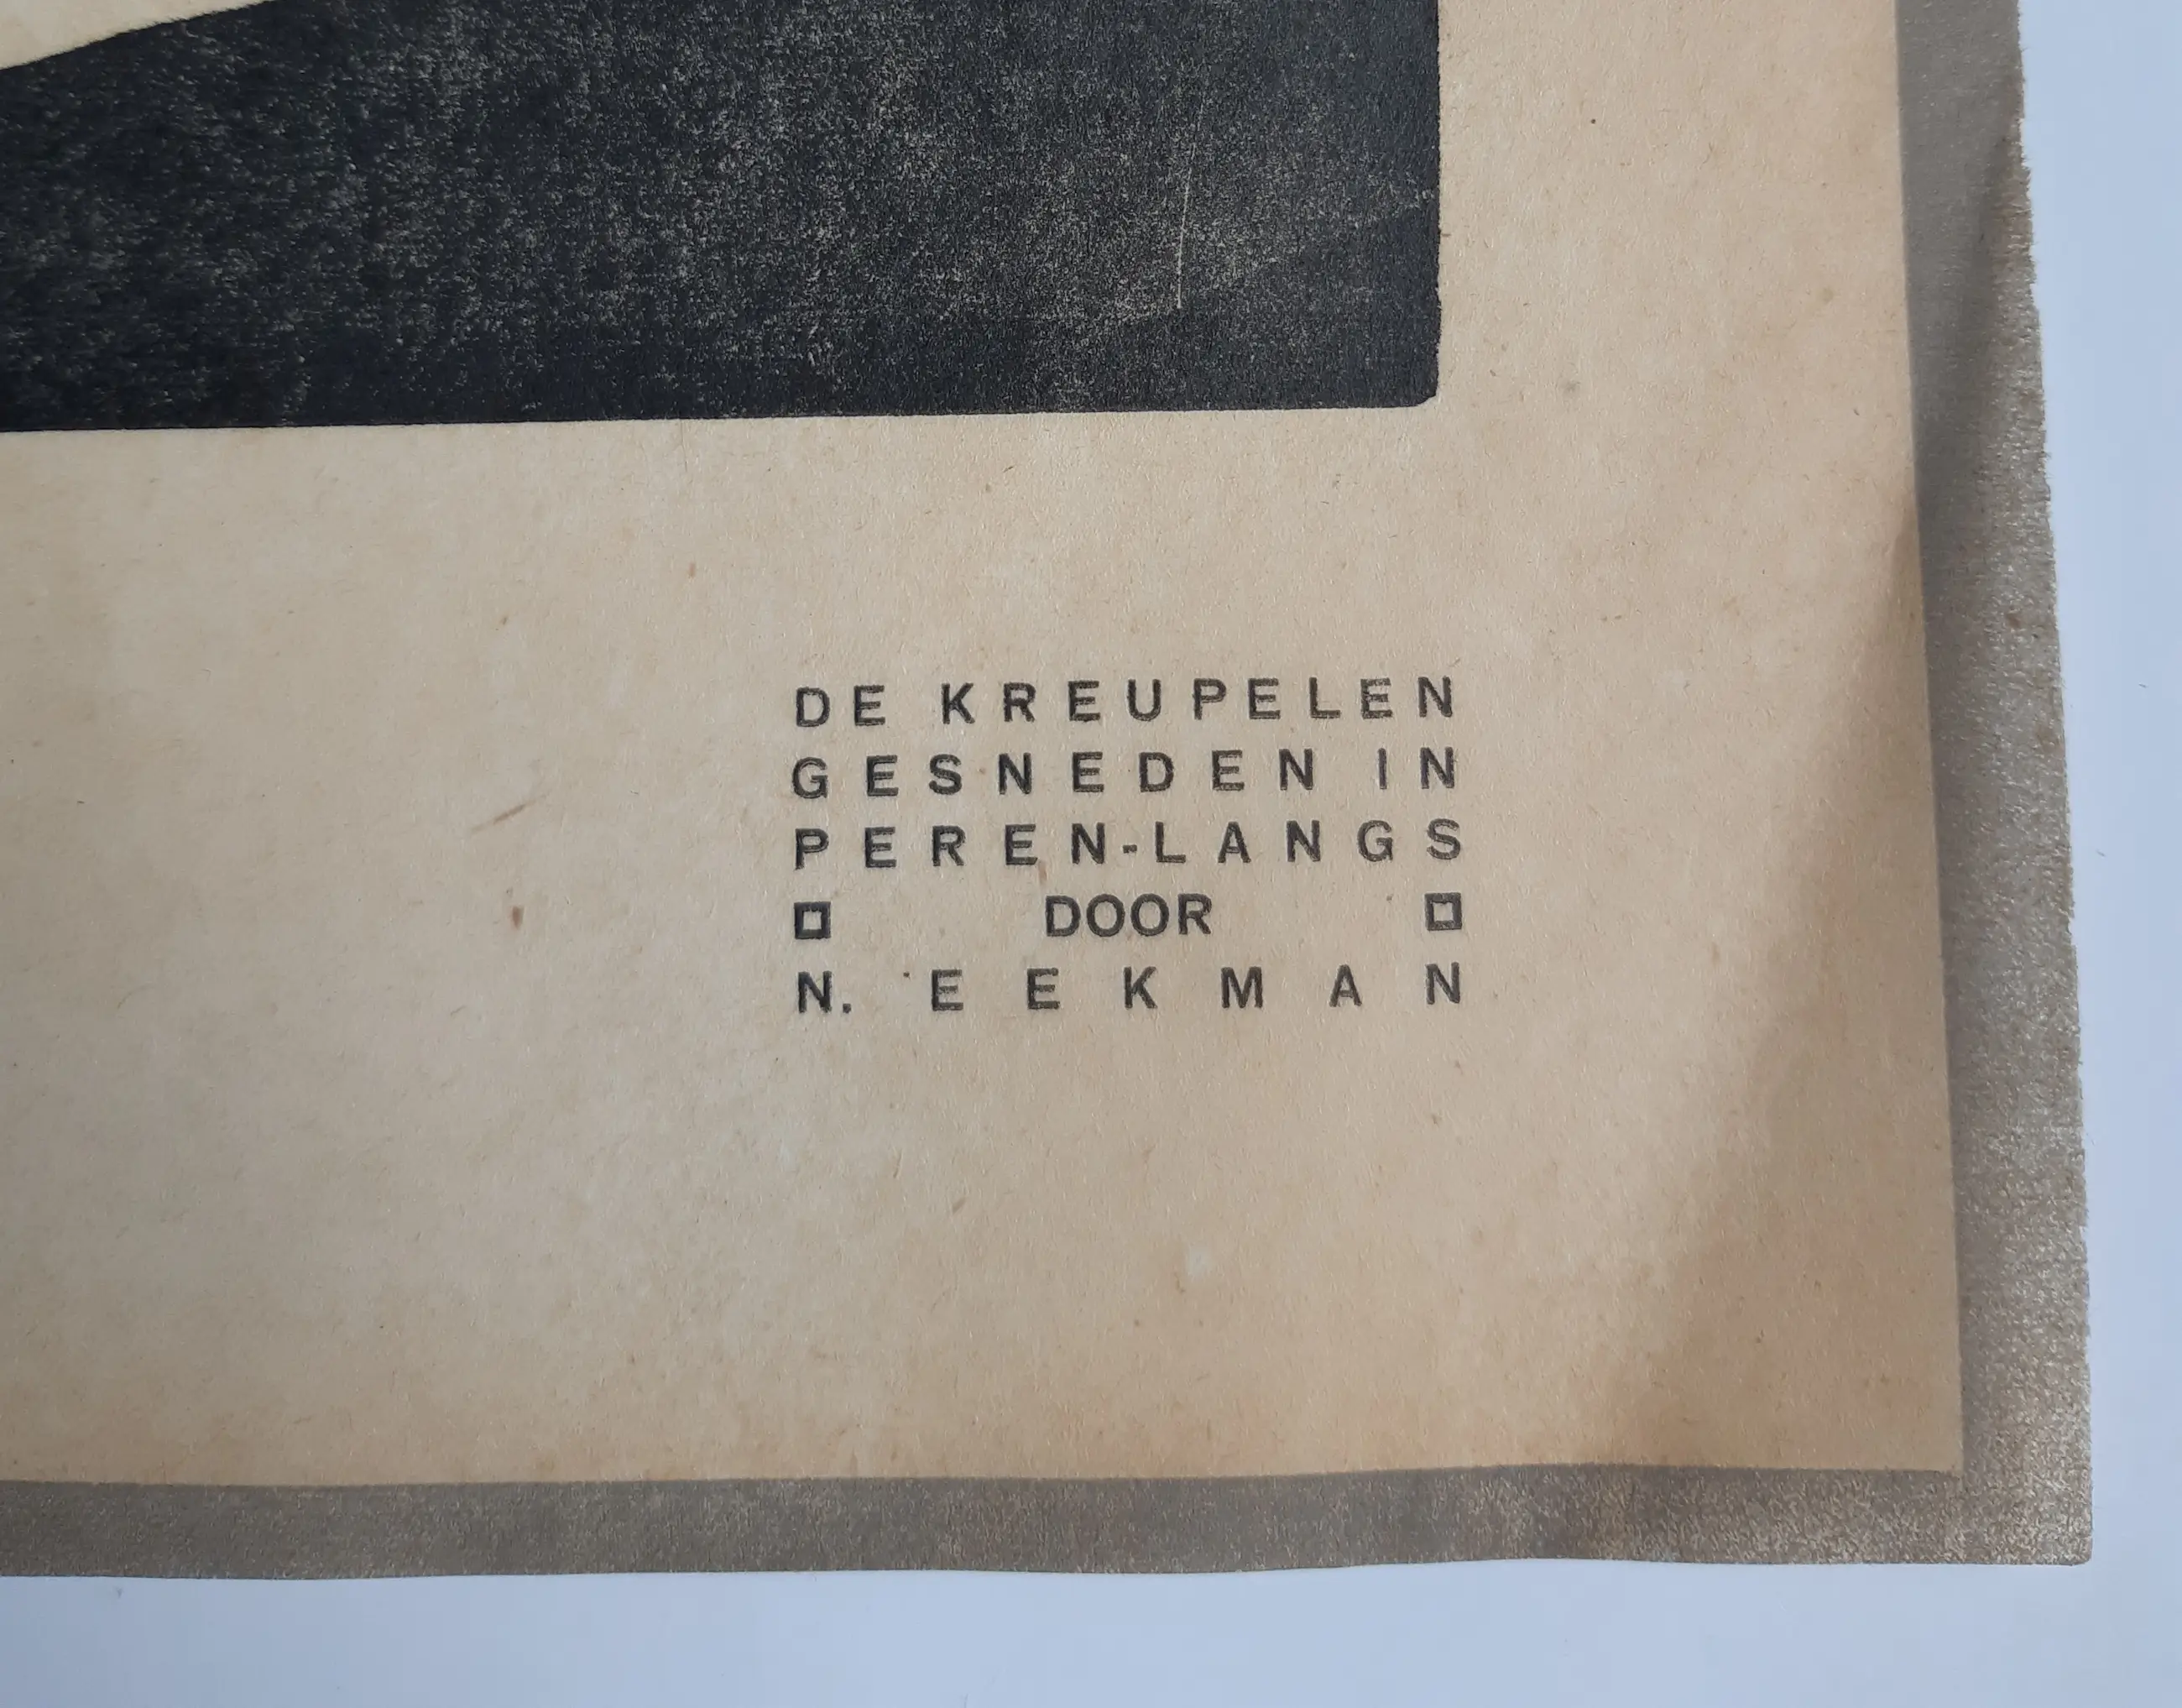 DE KREUPELEN
GESNEDEN IN
PEREN-LANGS
DOOR
N. EEKMAN